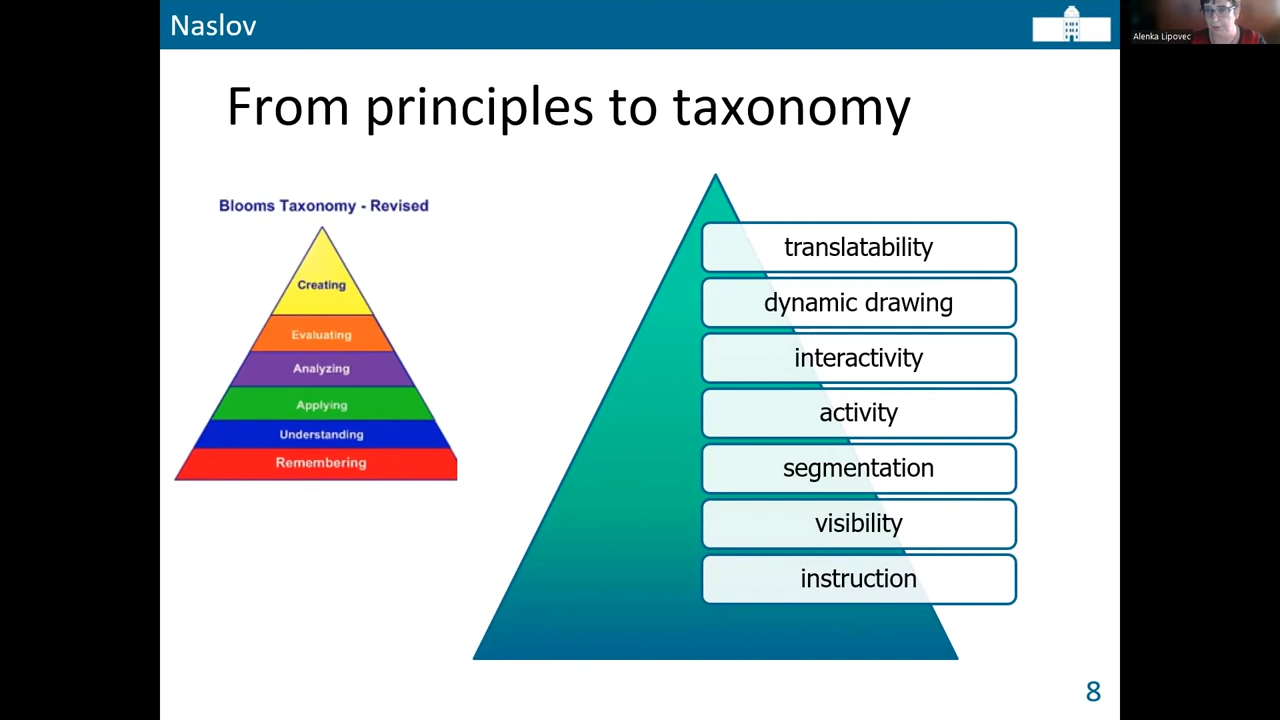 Naslov
Alenka Lipovec
From principles to taxonomy
Blooms Taxonomy - Revised
Creating
Evaluating
Analyzing
Applying
Understanding
Remembering
translatability
dynamic drawing
interactivity
activity
segmentation
visibility
instruction
8